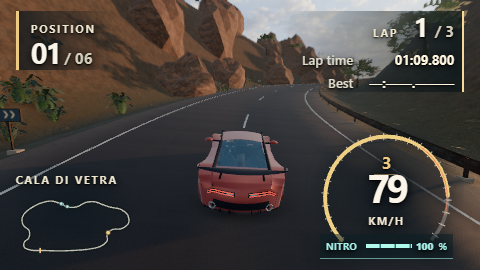 POSITION
01 / 06
LAP 1 / 3
Lap time 01:09.800
Best --:--.---
CALA DI VETRA
3
79
KM/H
NITRO 100 %